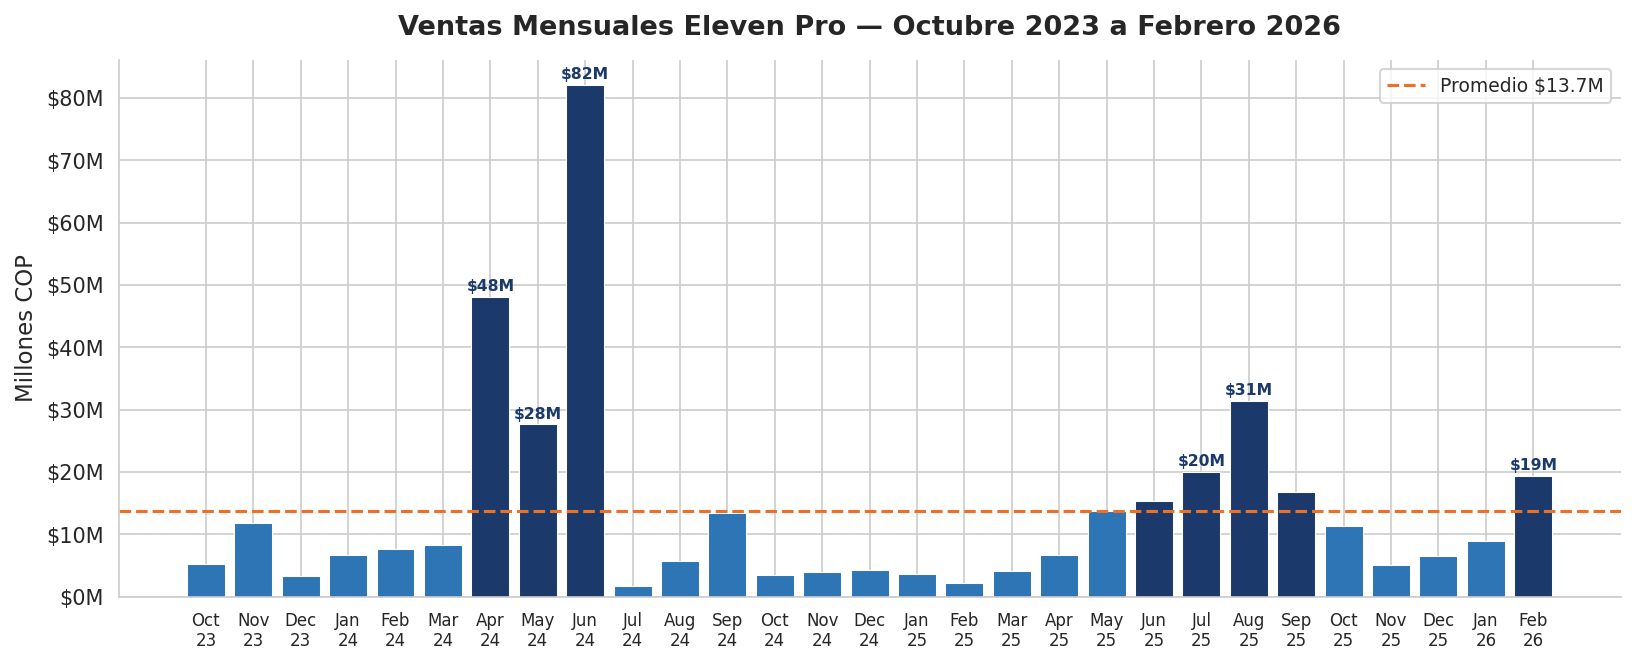 Ventas Mensuales Eleven Pro — Octubre 2023 a Febrero 2026
Promedio $13.7M
Millones COP
$80M
$70M
$60M
$50M
$40M
$30M
$20M
$10M
$0M
$48M
$28M
$82M
$20M
$31M
$19M
Oct Nov Dec Jan Feb Mar Apr May Jun Jul Aug Sep Oct Nov Dec Jan Feb Mar Apr May Jun Jul Aug Sep Oct Nov Dec Jan Feb
23 23 23 24 24 24 24 24 24 24 24 24 24 24 24 25 25 25 25 25 25 25 25 25 25 25 25 26 26